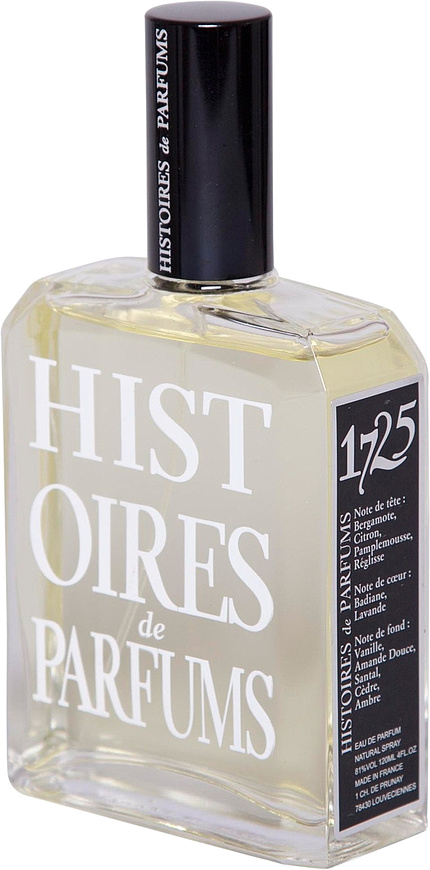 HISTOIRES de PARFUMS
HIST
OIRES
de
PARFUMS
1725
HISTOIRES de PARFUMS
Note de tête :
Bergamote,
Citron,
Pamplemousse,
Réglisse
Note de cœur :
Badiane,
Lavande
Note de fond :
Vanille,
Amande Douce,
Santal,
Cèdre,
Ambre
EAU DE PARFUM
NATURAL SPRAY
81%VOL 120ML 4FL.OZ
MADE IN FRANCE
1 CH. DE PRUNAY
78430 LOUVECIENNES